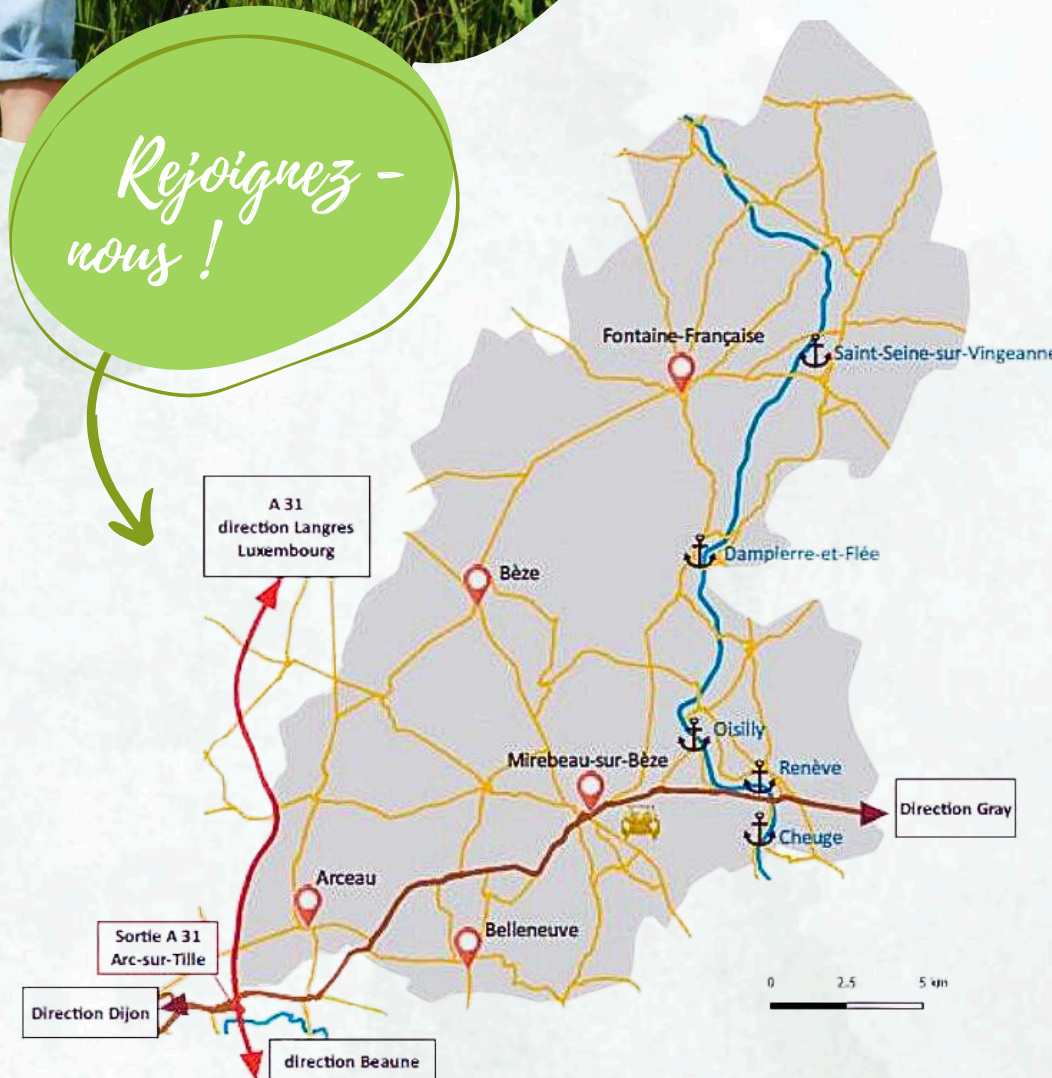 Rejoignez -
nous !
Fontaine-Française
Saint-Seine-sur-Vingeanne
A 31
direction Langres
Luxembourg
Dampierre-et-Flée
Bèze
Oisilly
Mirebeau-sur-Bèze
Renève
Direction Gray
Cheuge
Arceau
Belleneuve
Sortie A 31
Arc-sur-Tille
0 2.5 5 km
Direction Dijon
direction Beaune